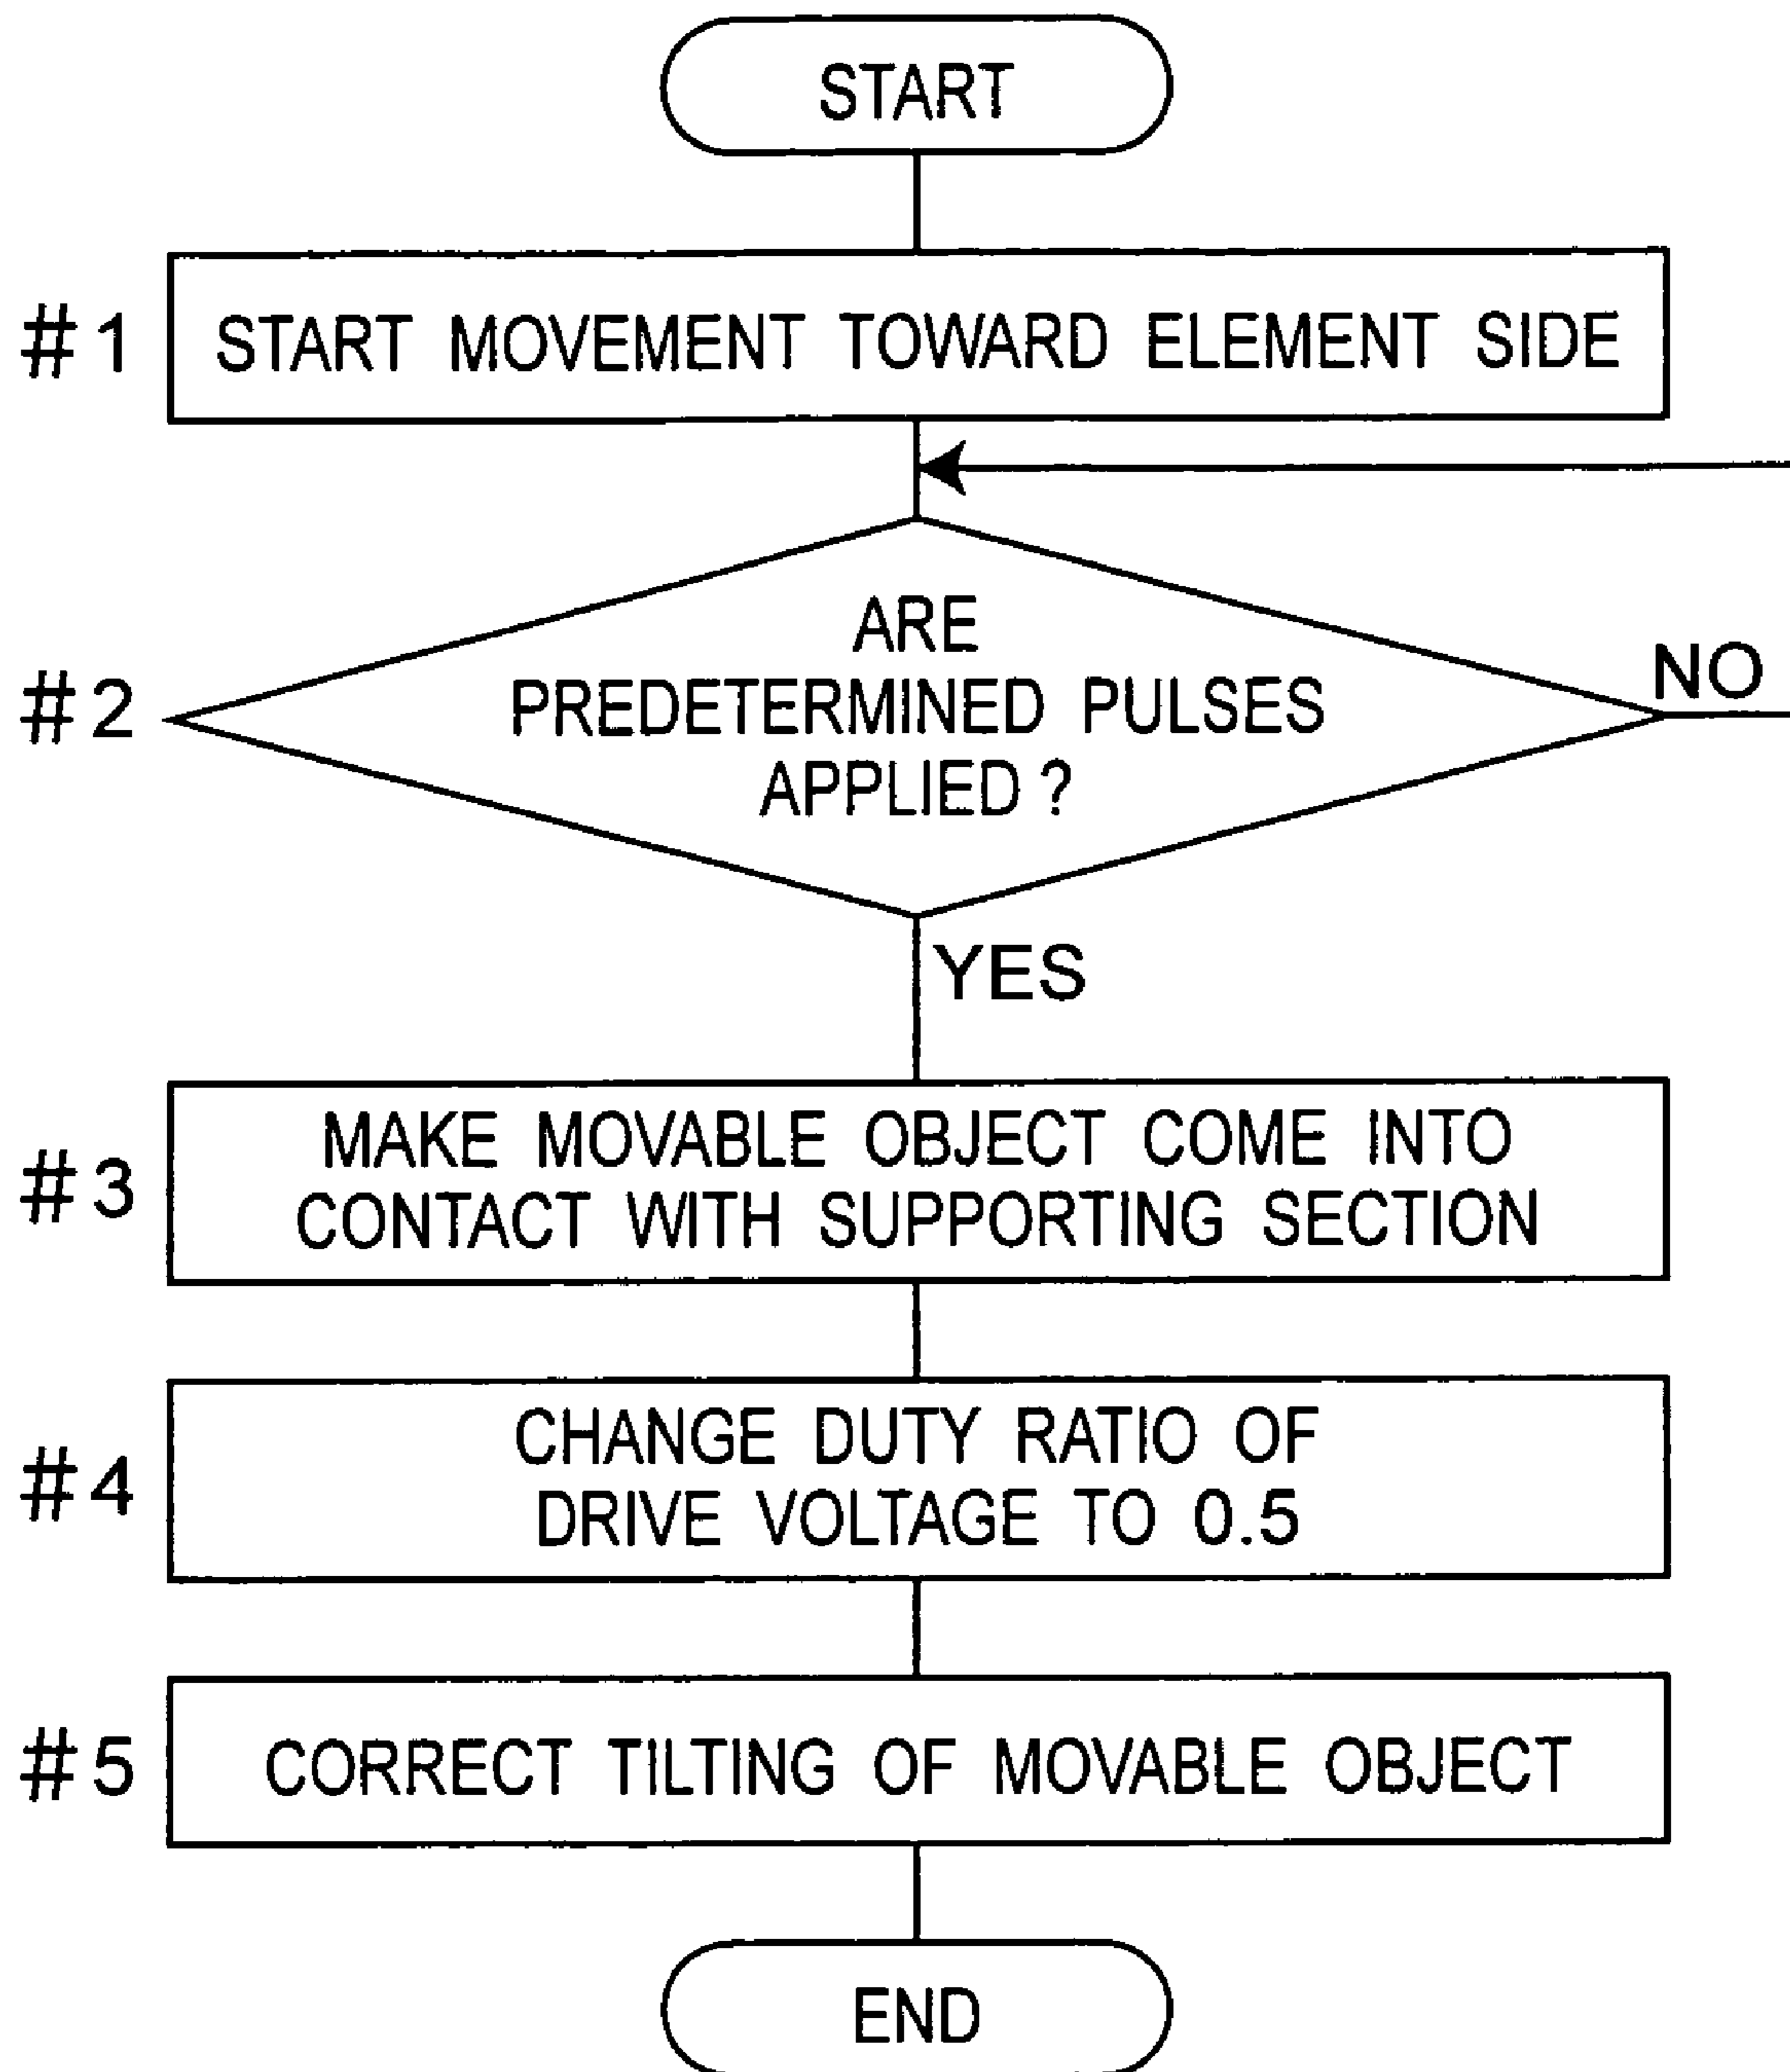 START
#1
START MOVEMENT TOWARD ELEMENT SIDE
#2
ARE
PREDETERMINED PULSES
APPLIED ?
NO
YES
#3
MAKE MOVABLE OBJECT COME INTO
CONTACT WITH SUPPORTING SECTION
#4
CHANGE DUTY RATIO OF
DRIVE VOLTAGE TO 0.5
#5
CORRECT TILTING OF MOVABLE OBJECT
END